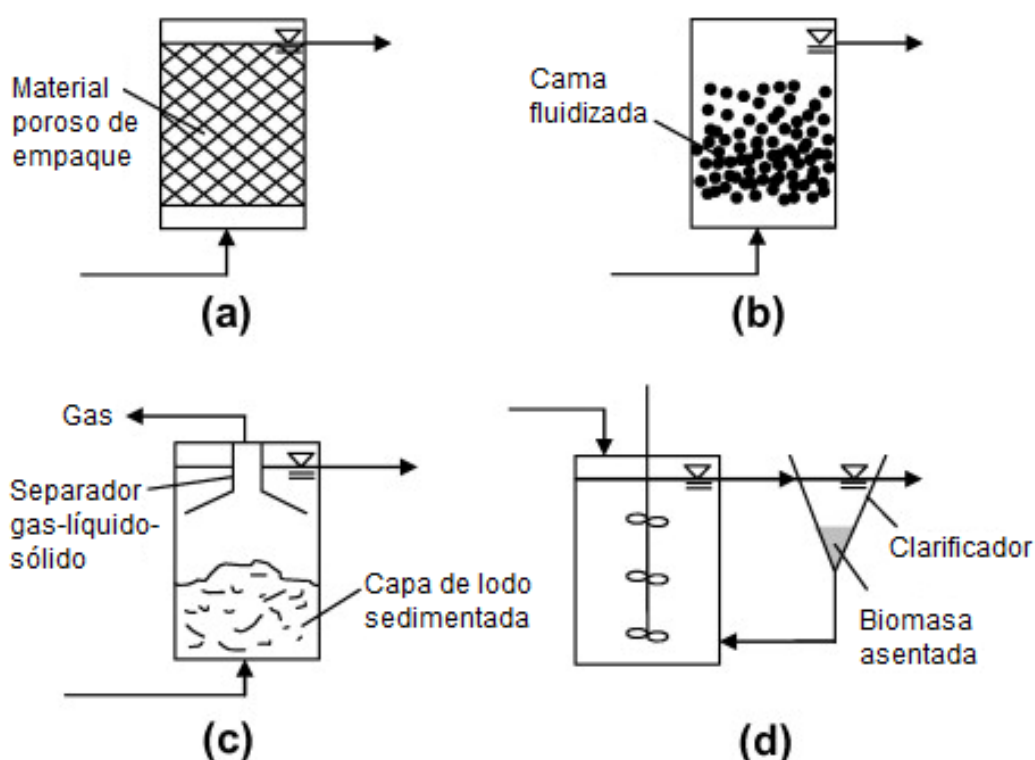 Material
poroso de
empaque
(a)
Cama
fluidizada
(b)
Gas
Separador
gas-líquido-
sólido
Capa de lodo
sedimentada
(c)
Clarificador
Biomasa
asentada
(d)